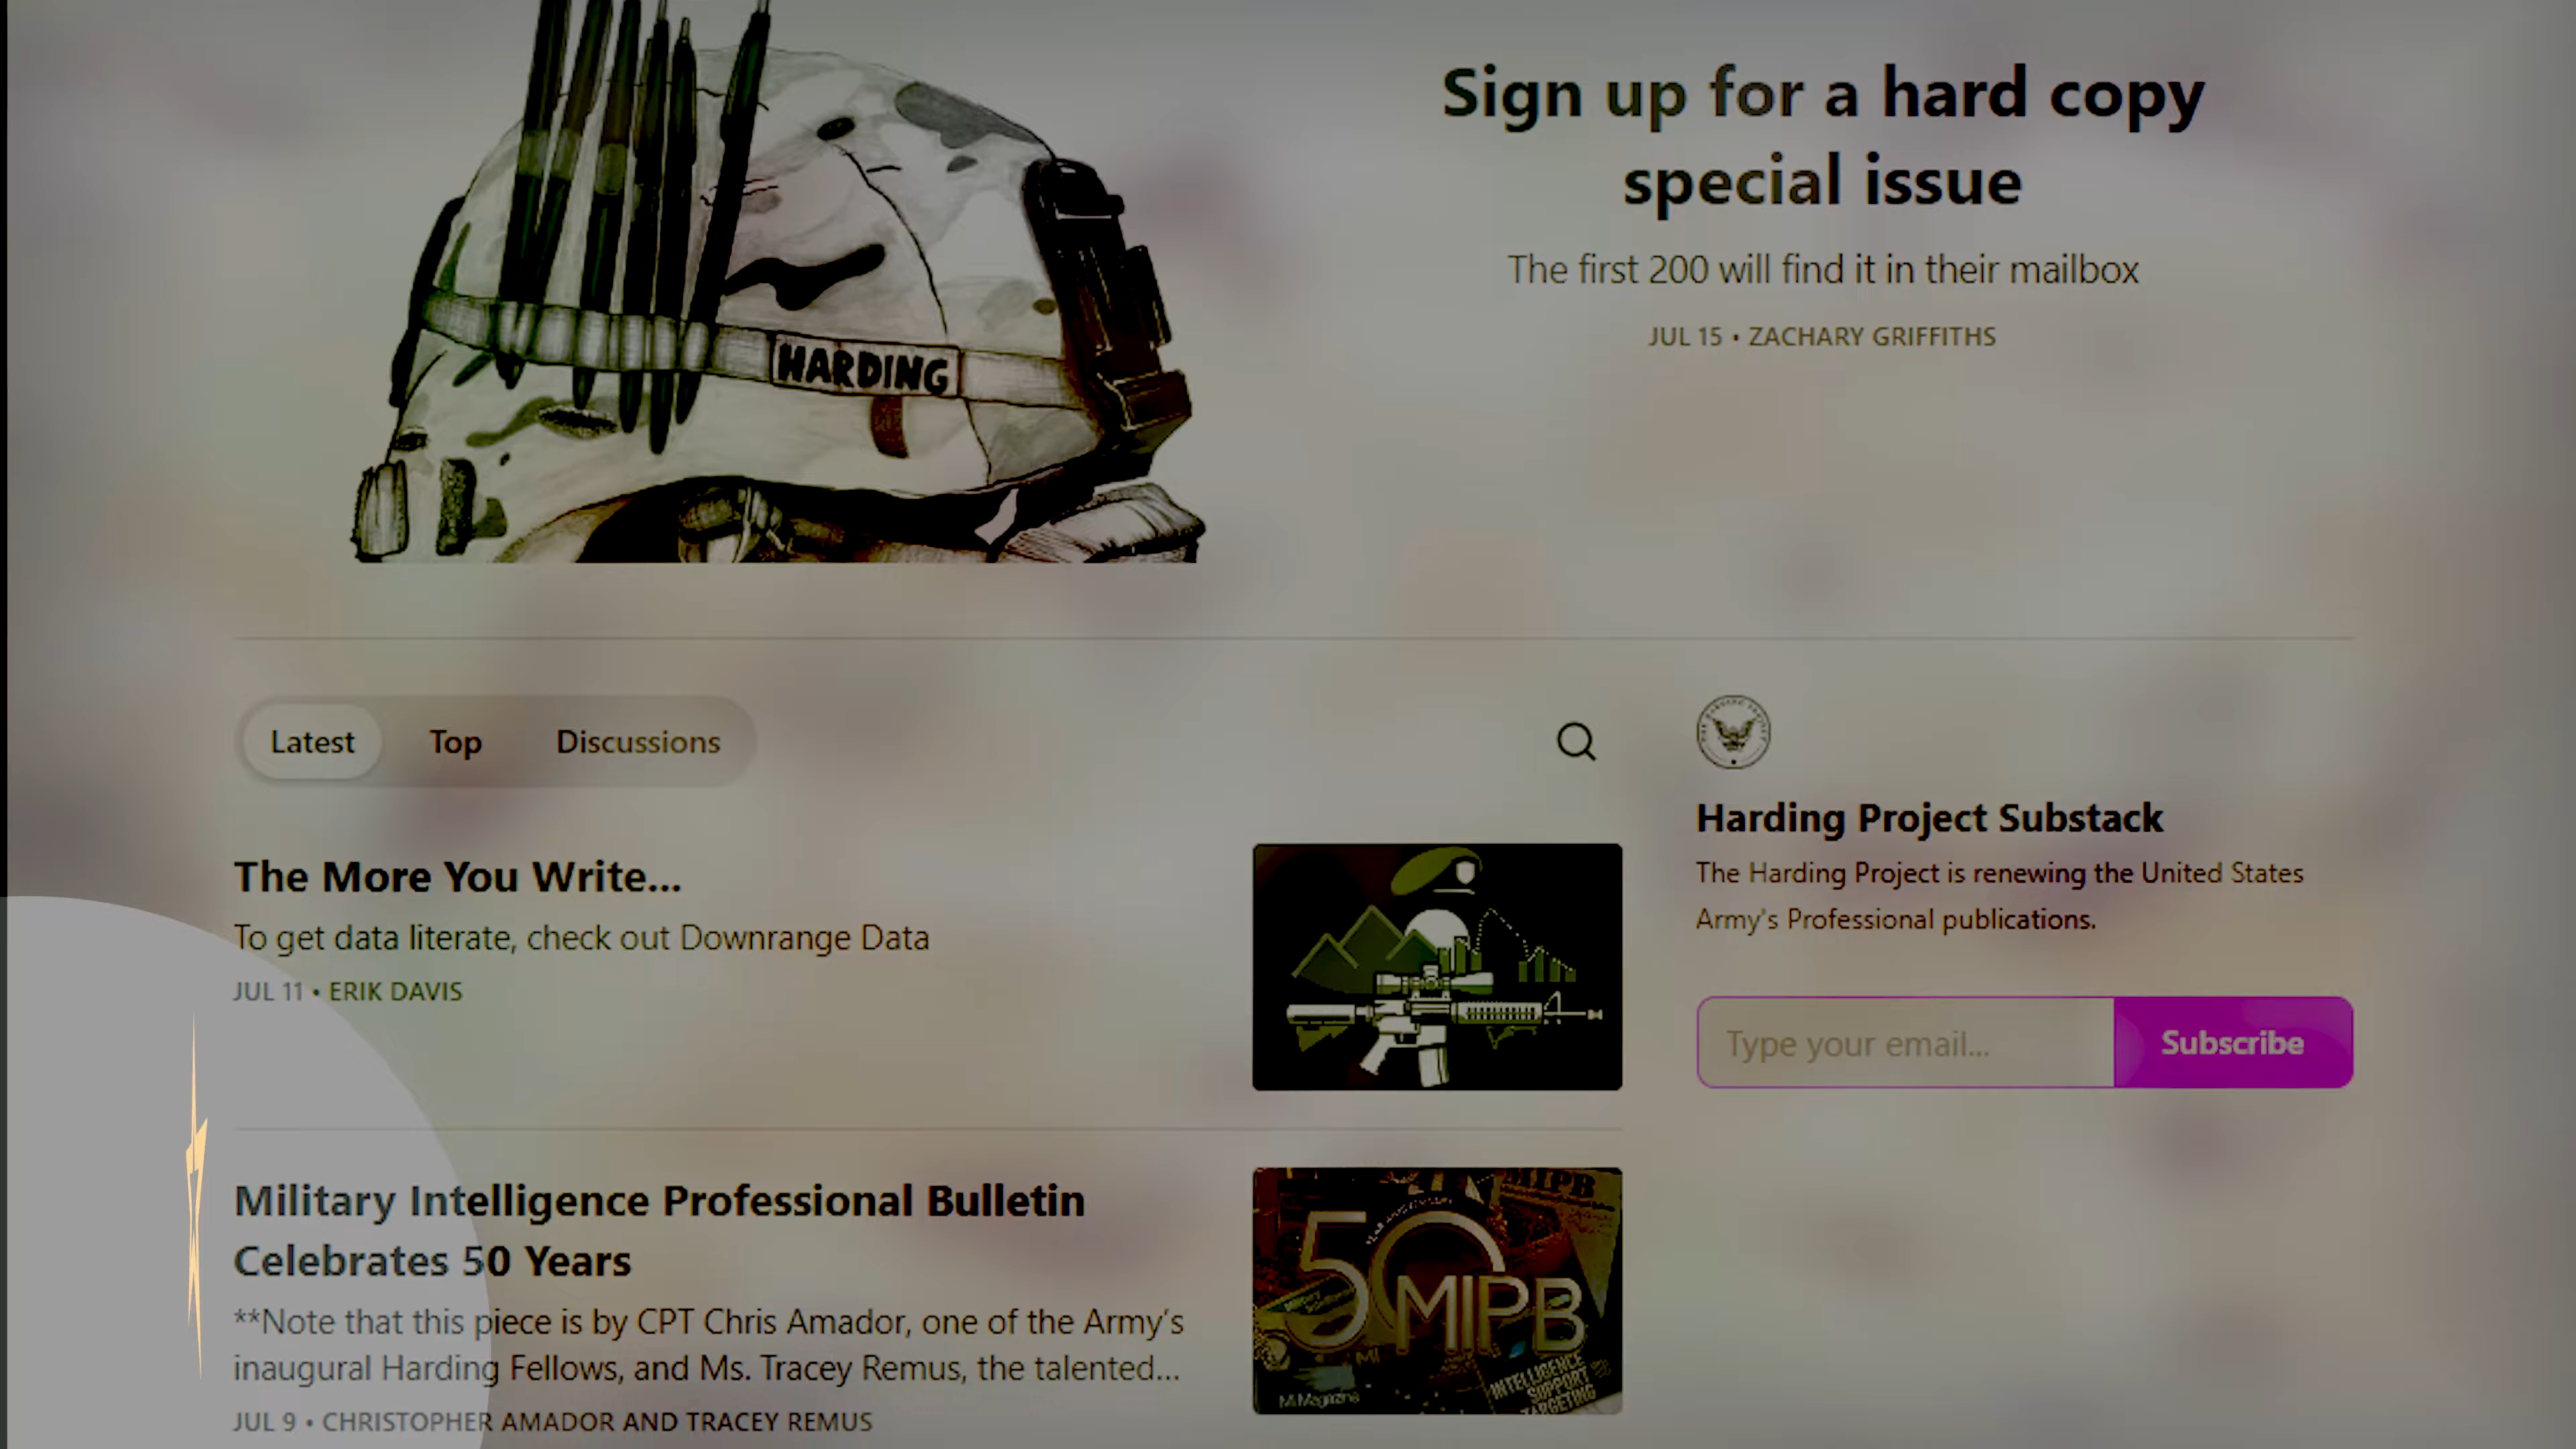 HARDING
Sign up for a hard copy
special issue
The first 200 will find it in their mailbox
JUL 15 • ZACHARY GRIFFITHS
Latest
Top
Discussions
The More You Write...
To get data literate, check out Downrange Data
JUL 11 • ERIK DAVIS
Harding Project Substack
The Harding Project is renewing the United States
Army's Professional publications.
Type your email...
Subscribe
Military Intelligence Professional Bulletin
Celebrates 50 Years
**Note that this piece is by CPT Chris Amador, one of the Army’s
inaugural Harding Fellows, and Ms. Tracey Remus, the talented...
JUL 9 • CHRISTOPHER AMADOR AND TRACEY REMUS
MIPB
50
MIPB
INTELLIGENCE
SUPPORT
TARGETING